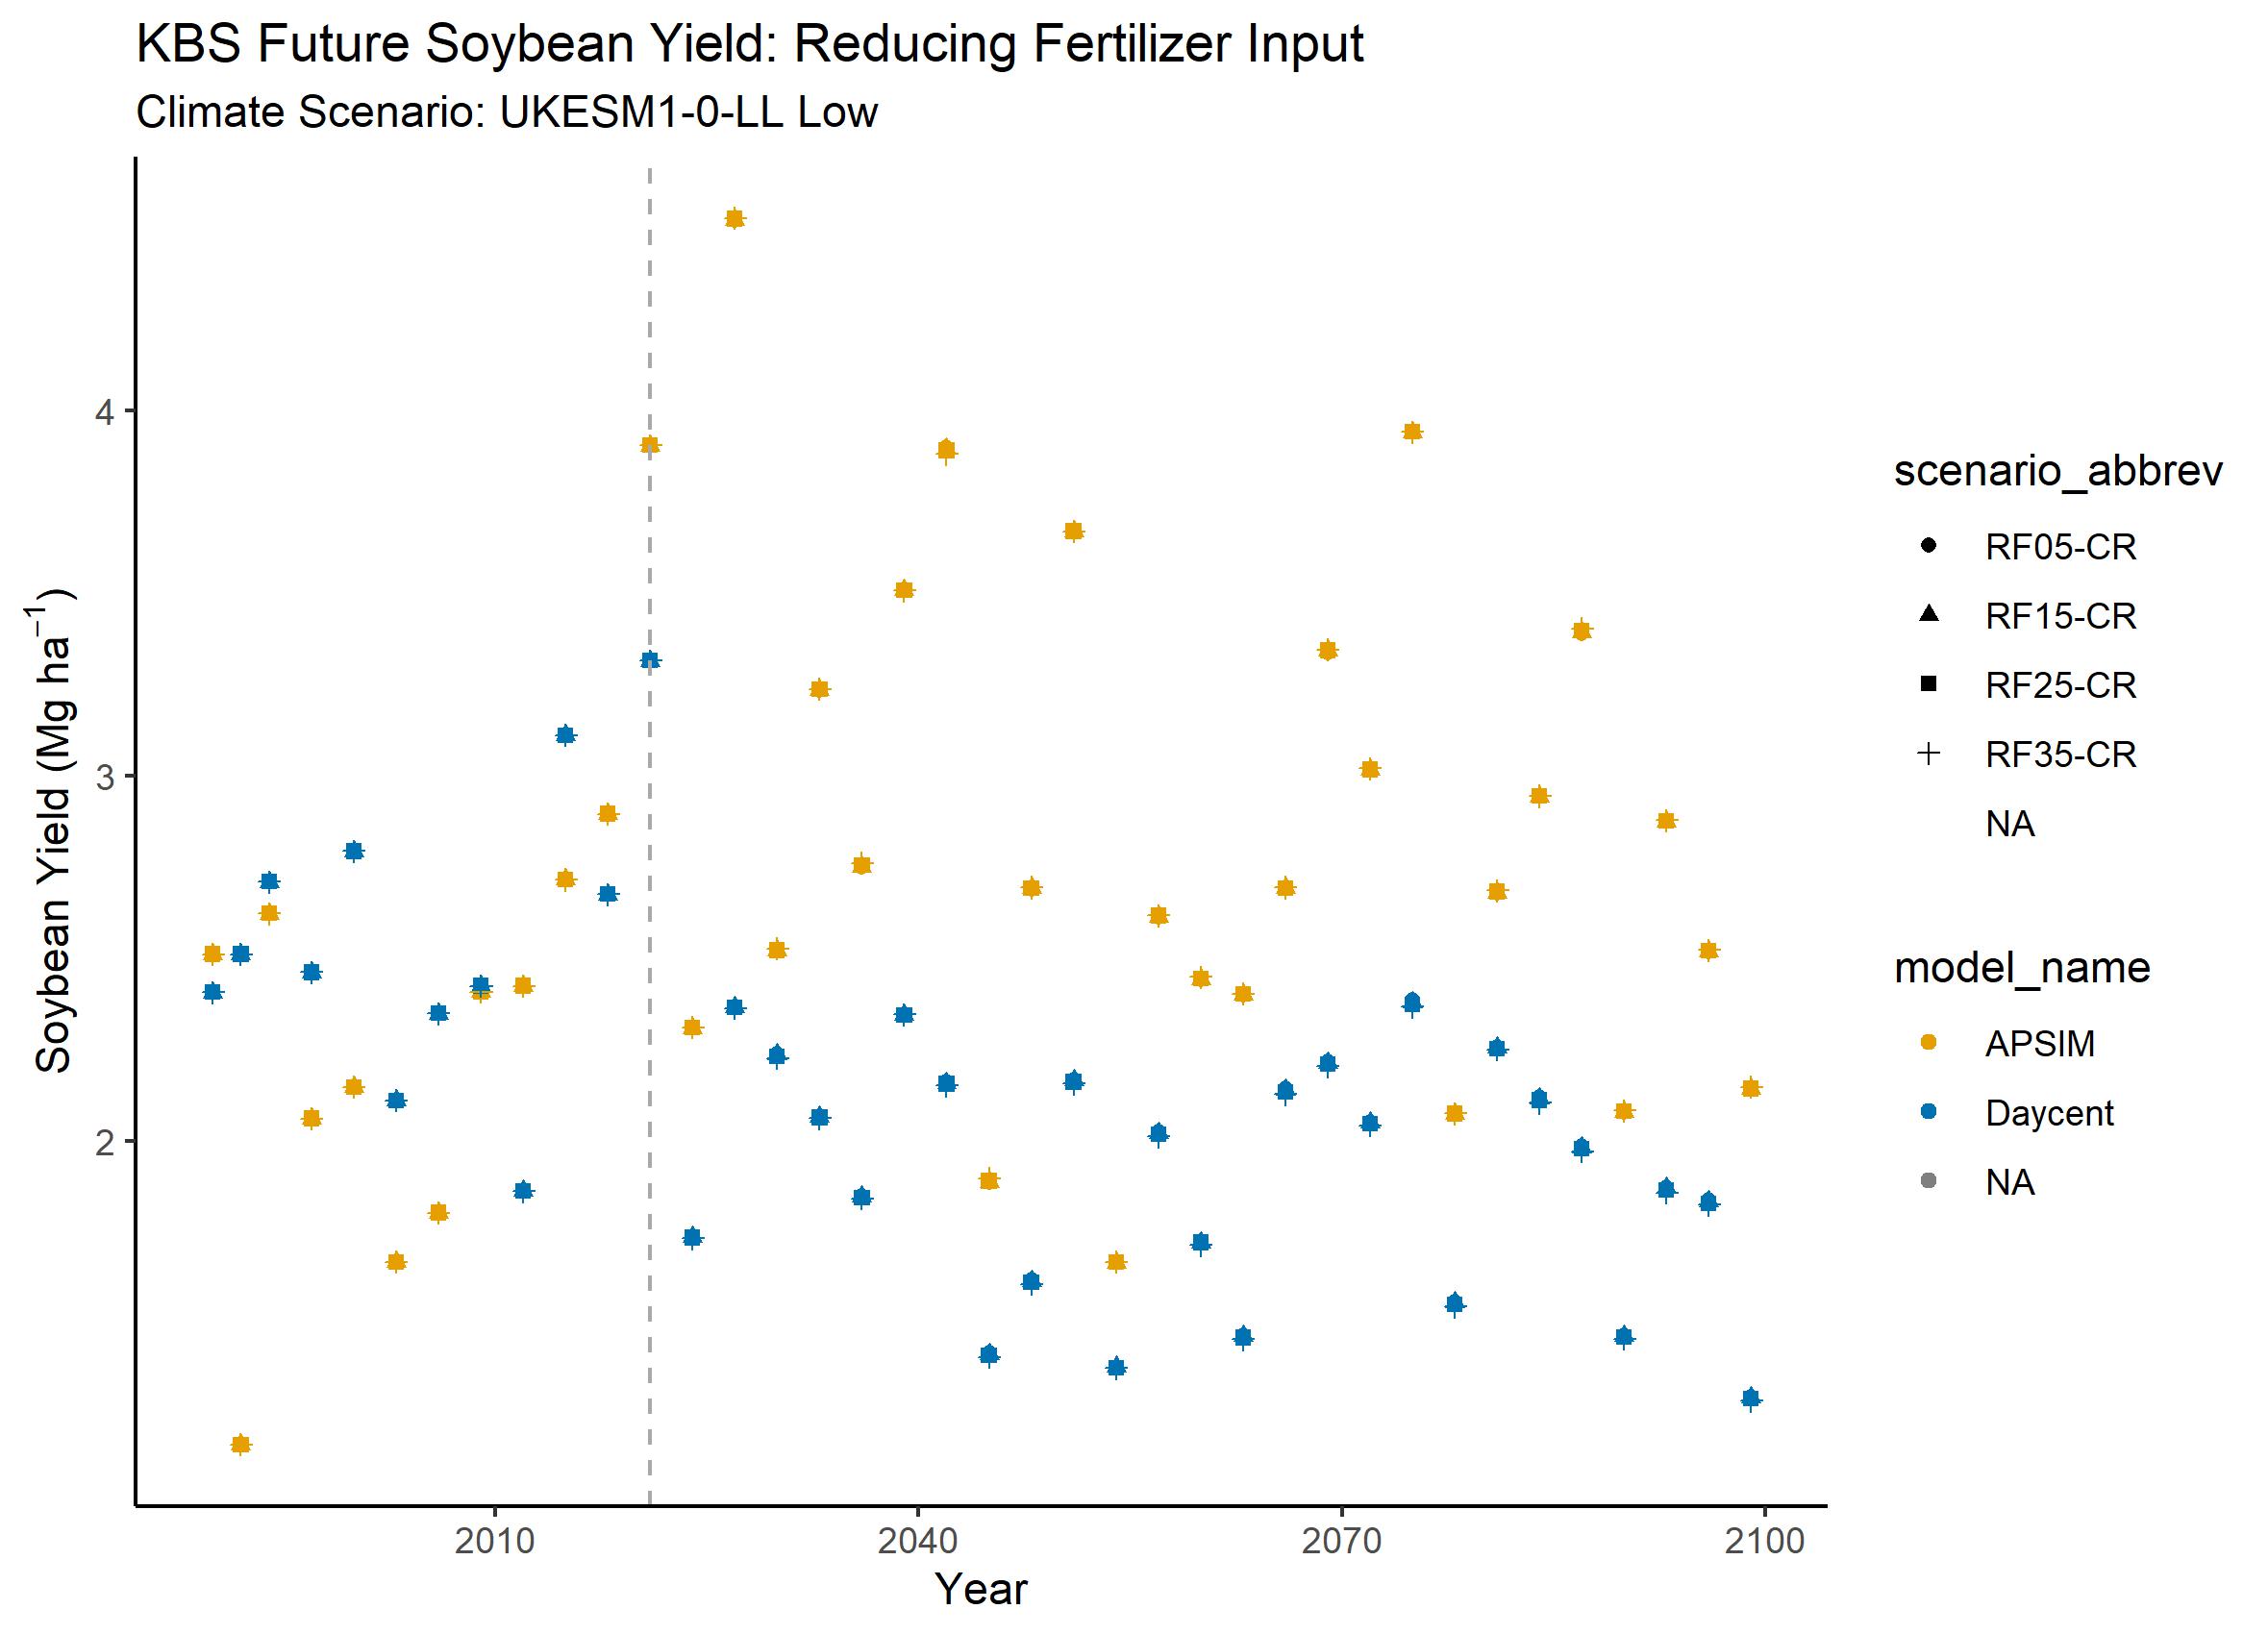 KBS Future Soybean Yield: Reducing Fertilizer Input
Climate Scenario: UKESM1-0-LL Low
Soybean Yield (Mg ha⁻¹)
4
3
2
2010
2040
2070
2100
Year
scenario_abbrev
RF05-CR
RF15-CR
RF25-CR
RF35-CR
NA
model_name
APSIM
Daycent
NA